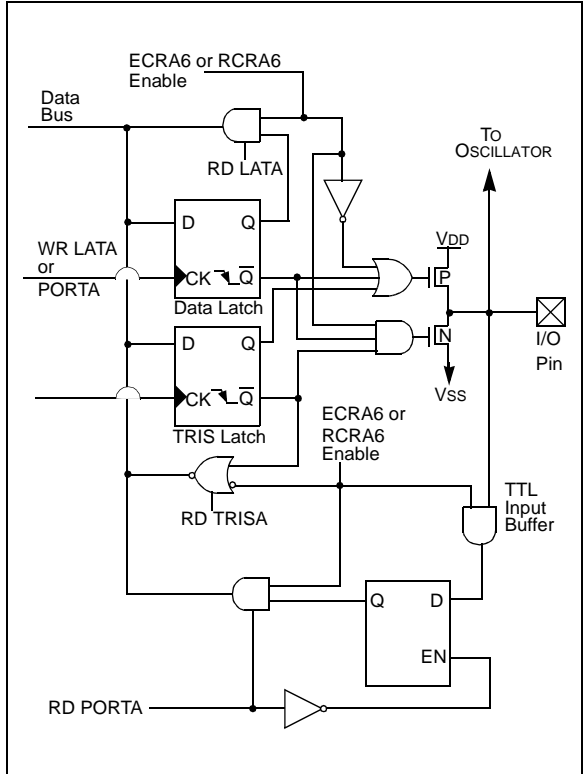 ECRA6 or RCRA6
Enable
Data
Bus
TO
OSCILLATOR
RD LATA
D Q
VDD
WR LATA
or
PORTA
CK Q
P
Data Latch
D Q
N
I/O
Pin
VSS
CK Q
TRIS Latch
ECRA6 or
RCRA6
Enable
TTL
Input
Buffer
RD TRISA
Q D
EN
RD PORTA